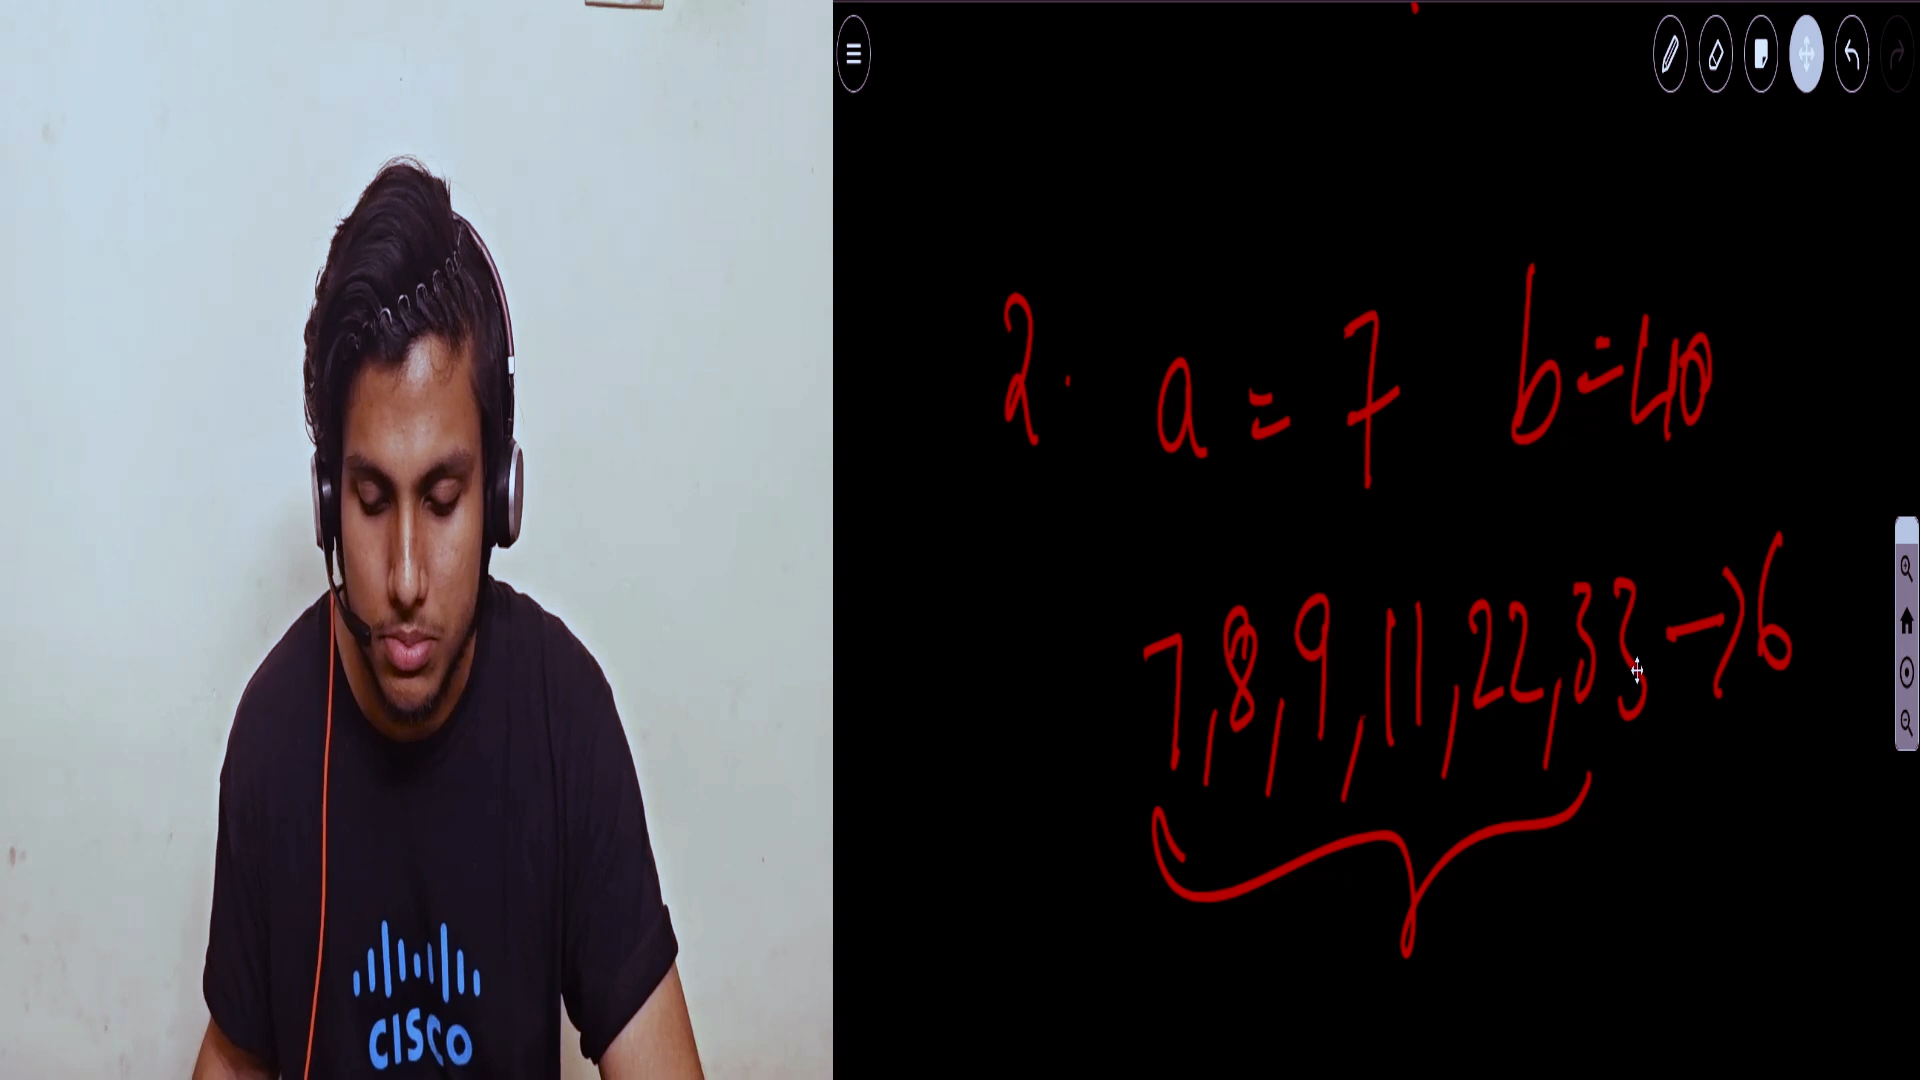 2. a = 7 b=40
7,8,9,11,22,33 → 6
CISCO